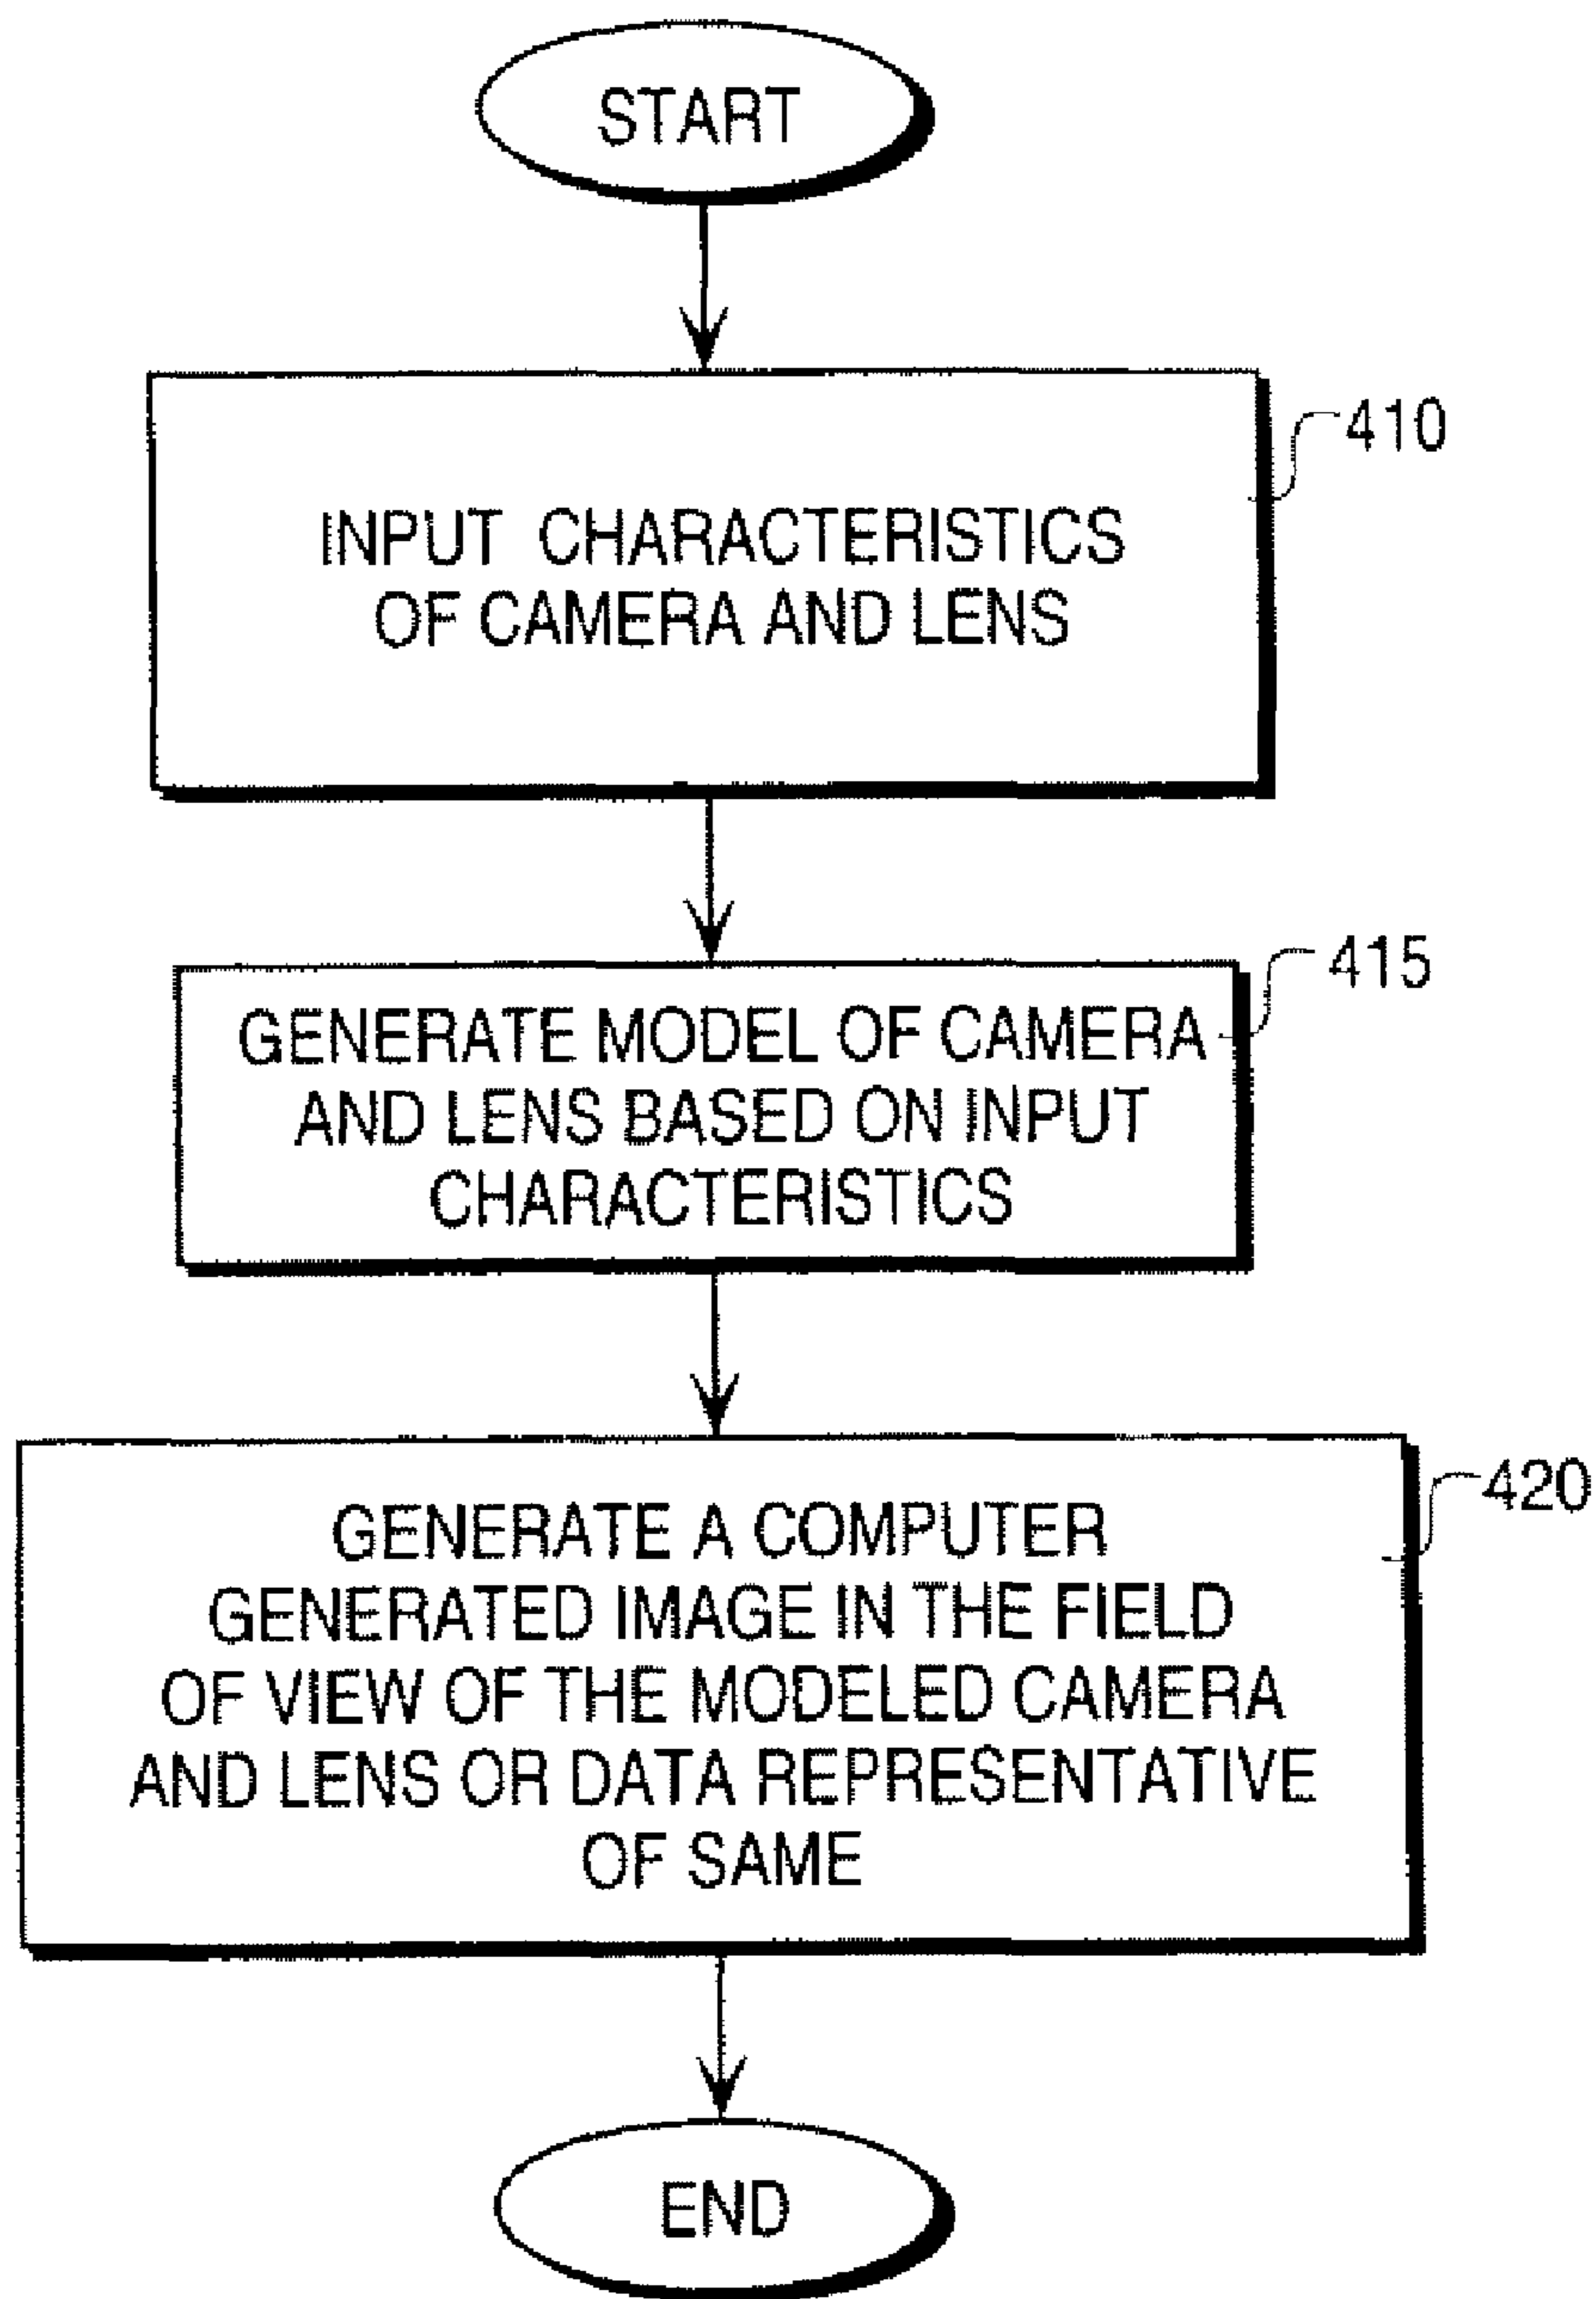 START
410
INPUT CHARACTERISTICS
OF CAMERA AND LENS
415
GENERATE MODEL OF CAMERA
AND LENS BASED ON INPUT
CHARACTERISTICS
420
GENERATE A COMPUTER
GENERATED IMAGE IN THE FIELD
OF VIEW OF THE MODELED CAMERA
AND LENS OR DATA REPRESENTATIVE
OF SAME
END